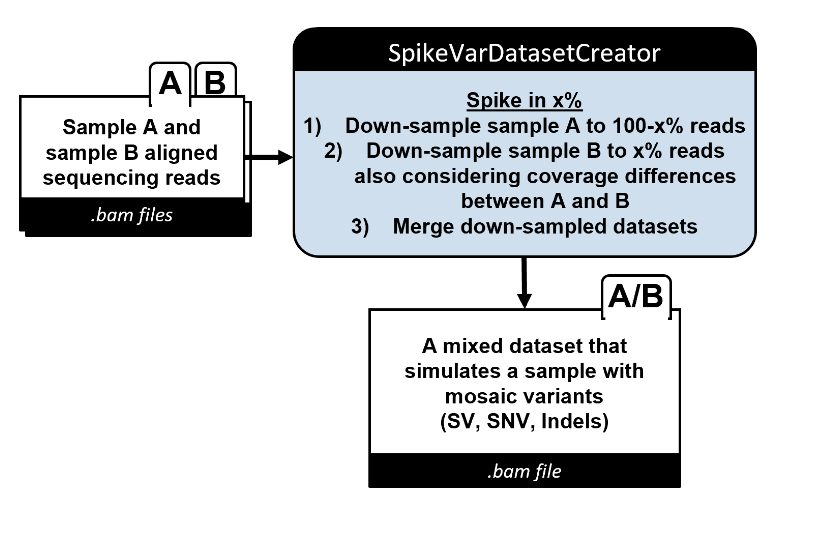 A B
Sample A and
sample B aligned
sequencing reads
.bam files
SpikeVarDatasetCreator
Spike in x%
1) Down-sample sample A to 100-x% reads
2) Down-sample sample B to x% reads
also considering coverage differences
between A and B
3) Merge down-sampled datasets
A/B
A mixed dataset that
simulates a sample with
mosaic variants
(SV, SNV, Indels)
.bam file